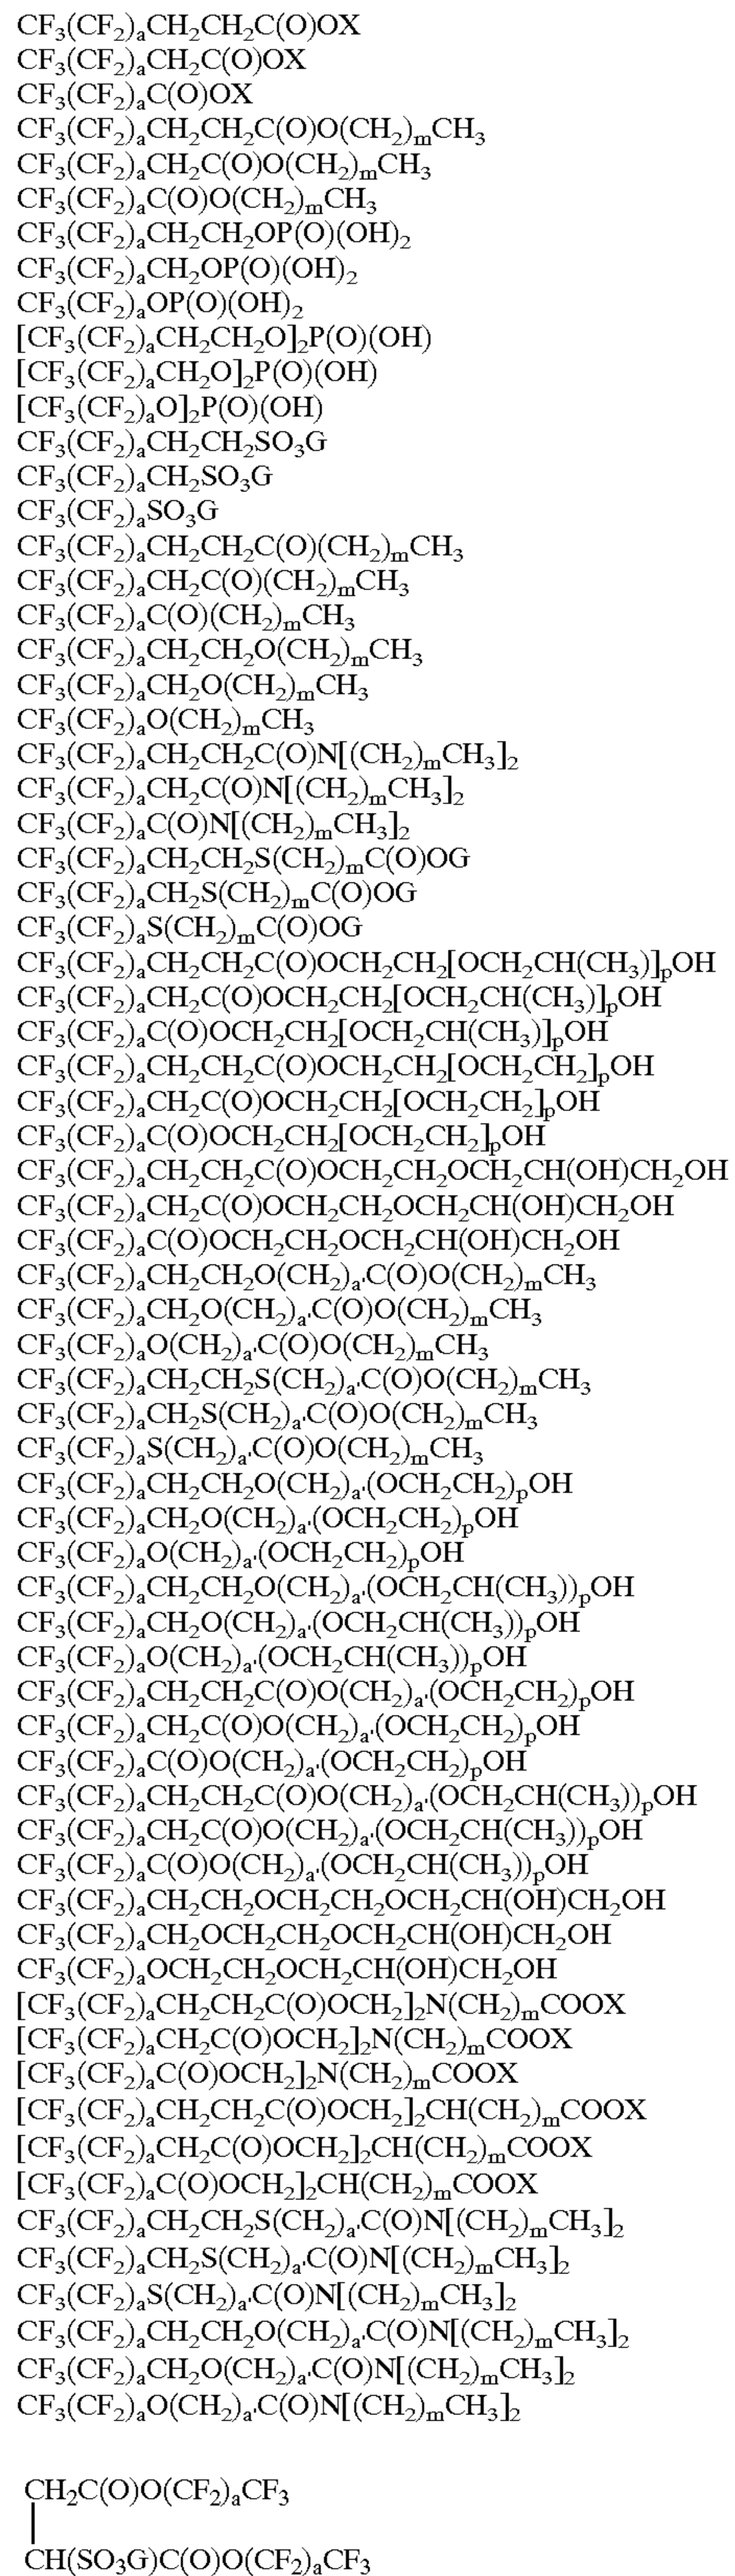 CF₃(CF₂)ₐCH₂CH₂C(O)OX
CF₃(CF₂)ₐCH₂C(O)OX
CF₃(CF₂)ₐC(O)OX
CF₃(CF₂)ₐCH₂CH₂C(O)O(CH₂)ₘCH₃
CF₃(CF₂)ₐCH₂C(O)O(CH₂)ₘCH₃
CF₃(CF₂)ₐC(O)O(CH₂)ₘCH₃
CF₃(CF₂)ₐCH₂CH₂OP(O)(OH)₂
CF₃(CF₂)ₐCH₂OP(O)(OH)₂
CF₃(CF₂)ₐOP(O)(OH)₂
[CF₃(CF₂)ₐCH₂CH₂O]₂P(O)(OH)
[CF₃(CF₂)ₐCH₂O]₂P(O)(OH)
[CF₃(CF₂)ₐO]₂P(O)(OH)
CF₃(CF₂)ₐCH₂CH₂SO₃G
CF₃(CF₂)ₐCH₂SO₃G
CF₃(CF₂)ₐSO₃G
CF₃(CF₂)ₐCH₂CH₂C(O)(CH₂)ₘCH₃
CF₃(CF₂)ₐCH₂C(O)(CH₂)ₘCH₃
CF₃(CF₂)ₐC(O)(CH₂)ₘCH₃
CF₃(CF₂)ₐCH₂CH₂O(CH₂)ₘCH₃
CF₃(CF₂)ₐCH₂O(CH₂)ₘCH₃
CF₃(CF₂)ₐO(CH₂)ₘCH₃
CF₃(CF₂)ₐCH₂CH₂C(O)N[(CH₂)ₘCH₃]₂
CF₃(CF₂)ₐCH₂C(O)N[(CH₂)ₘCH₃]₂
CF₃(CF₂)ₐC(O)N[(CH₂)ₘCH₃]₂
CF₃(CF₂)ₐCH₂CH₂S(CH₂)ₘC(O)OG
CF₃(CF₂)ₐCH₂S(CH₂)ₘC(O)OG
CF₃(CF₂)ₐS(CH₂)ₘC(O)OG
CF₃(CF₂)ₐCH₂CH₂C(O)OCH₂CH₂[OCH₂CH(CH₃)]ₚOH
CF₃(CF₂)ₐCH₂C(O)OCH₂CH₂[OCH₂CH(CH₃)]ₚOH
CF₃(CF₂)ₐC(O)OCH₂CH₂[OCH₂CH(CH₃)]ₚOH
CF₃(CF₂)ₐCH₂CH₂C(O)OCH₂CH₂[OCH₂CH₂]ₚOH
CF₃(CF₂)ₐCH₂C(O)OCH₂CH₂[OCH₂CH₂]ₚOH
CF₃(CF₂)ₐC(O)OCH₂CH₂[OCH₂CH₂]ₚOH
CF₃(CF₂)ₐCH₂CH₂C(O)OCH₂CH₂OCH₂CH(OH)CH₂OH
CF₃(CF₂)ₐCH₂C(O)OCH₂CH₂OCH₂CH(OH)CH₂OH
CF₃(CF₂)ₐC(O)OCH₂CH₂OCH₂CH(OH)CH₂OH
CF₃(CF₂)ₐCH₂CH₂O(CH₂)ₐ'C(O)O(CH₂)ₘCH₃
CF₃(CF₂)ₐCH₂O(CH₂)ₐ'C(O)O(CH₂)ₘCH₃
CF₃(CF₂)ₐO(CH₂)ₐ'C(O)O(CH₂)ₘCH₃
CF₃(CF₂)ₐCH₂CH₂S(CH₂)ₐ'C(O)O(CH₂)ₘCH₃
CF₃(CF₂)ₐCH₂S(CH₂)ₐ'C(O)O(CH₂)ₘCH₃
CF₃(CF₂)ₐS(CH₂)ₐ'C(O)O(CH₂)ₘCH₃
CF₃(CF₂)ₐCH₂CH₂O(CH₂)ₐ'(OCH₂CH₂)ₚOH
CF₃(CF₂)ₐCH₂O(CH₂)ₐ'(OCH₂CH₂)ₚOH
CF₃(CF₂)ₐO(CH₂)ₐ'(OCH₂CH₂)ₚOH
CF₃(CF₂)ₐCH₂CH₂O(CH₂)ₐ'(OCH₂CH(CH₃))ₚOH
CF₃(CF₂)ₐCH₂O(CH₂)ₐ'(OCH₂CH(CH₃))ₚOH
CF₃(CF₂)ₐO(CH₂)ₐ'(OCH₂CH(CH₃))ₚOH
CF₃(CF₂)ₐCH₂CH₂C(O)O(CH₂)ₐ'(OCH₂CH₂)ₚOH
CF₃(CF₂)ₐCH₂C(O)O(CH₂)ₐ'(OCH₂CH₂)ₚOH
CF₃(CF₂)ₐC(O)O(CH₂)ₐ'(OCH₂CH₂)ₚOH
CF₃(CF₂)ₐCH₂CH₂C(O)O(CH₂)ₐ'(OCH₂CH(CH₃))ₚOH
CF₃(CF₂)ₐCH₂C(O)O(CH₂)ₐ'(OCH₂CH(CH₃))ₚOH
CF₃(CF₂)ₐC(O)O(CH₂)ₐ'(OCH₂CH(CH₃))ₚOH
CF₃(CF₂)ₐCH₂CH₂OCH₂CH₂OCH₂CH(OH)CH₂OH
CF₃(CF₂)ₐCH₂OCH₂CH₂OCH₂CH(OH)CH₂OH
CF₃(CF₂)ₐOCH₂CH₂OCH₂CH(OH)CH₂OH
[CF₃(CF₂)ₐCH₂CH₂C(O)OCH₂]₂N(CH₂)ₘCOOX
[CF₃(CF₂)ₐCH₂C(O)OCH₂]₂N(CH₂)ₘCOOX
[CF₃(CF₂)ₐC(O)OCH₂]₂N(CH₂)ₘCOOX
[CF₃(CF₂)ₐCH₂CH₂C(O)OCH₂]₂CH(CH₂)ₘCOOX
[CF₃(CF₂)ₐCH₂C(O)OCH₂]₂CH(CH₂)ₘCOOX
[CF₃(CF₂)ₐC(O)OCH₂]₂CH(CH₂)ₘCOOX
CF₃(CF₂)ₐCH₂CH₂S(CH₂)ₐ'C(O)N[(CH₂)ₘCH₃]₂
CF₃(CF₂)ₐCH₂S(CH₂)ₐ'C(O)N[(CH₂)ₘCH₃]₂
CF₃(CF₂)ₐS(CH₂)ₐ'C(O)N[(CH₂)ₘCH₃]₂
CF₃(CF₂)ₐCH₂CH₂O(CH₂)ₐ'C(O)N[(CH₂)ₘCH₃]₂
CF₃(CF₂)ₐCH₂O(CH₂)ₐ'C(O)N[(CH₂)ₘCH₃]₂
CF₃(CF₂)ₐO(CH₂)ₐ'C(O)N[(CH₂)ₘCH₃]₂
CH₂C(O)O(CF₂)ₐCF₃
CH(SO₃G)C(O)O(CF₂)ₐCF₃